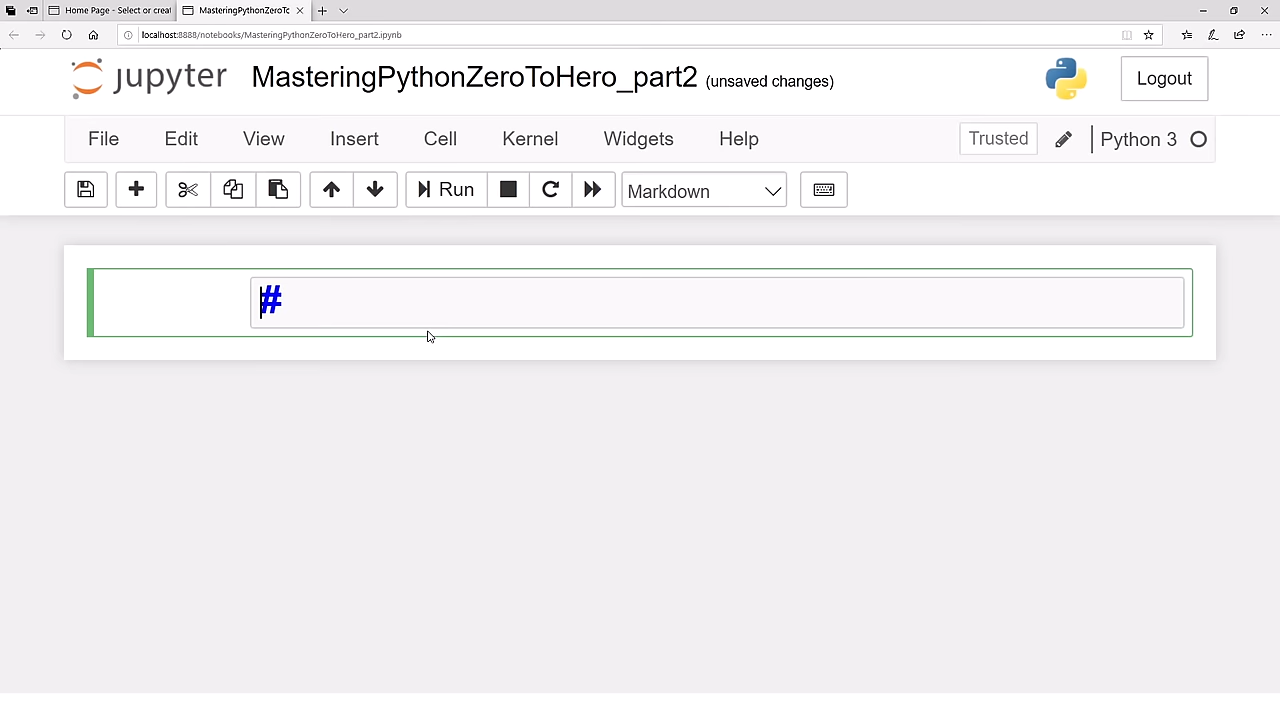 Home Page - Select or creat
MasteringPythonZeroTo
localhost:8888/notebooks/MasteringPythonZeroToHero_part2.ipynb
jupyter MasteringPythonZeroToHero_part2 (unsaved changes) Logout
File Edit View Insert Cell Kernel Widgets Help Trusted Python 3
Run Markdown
#